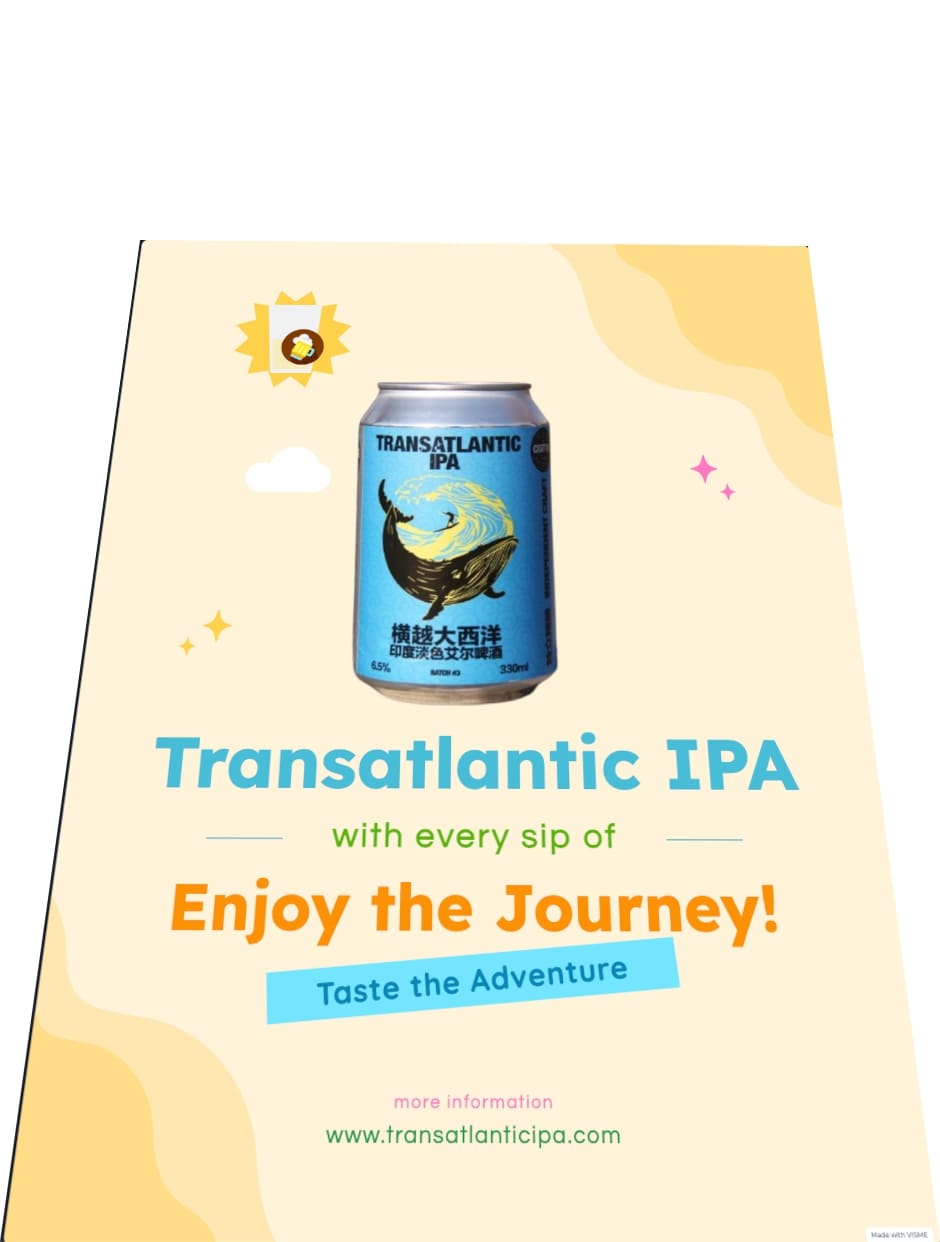 TRANSATLANTIC
IPA
横越大西洋
印度淡色艾尔啤酒
6.5%
BATCH #3
330ml
Transatlantic IPA
with every sip of
Enjoy the Journey!
Taste the Adventure
more information
www.transatlanticipa.com
Made with VISME